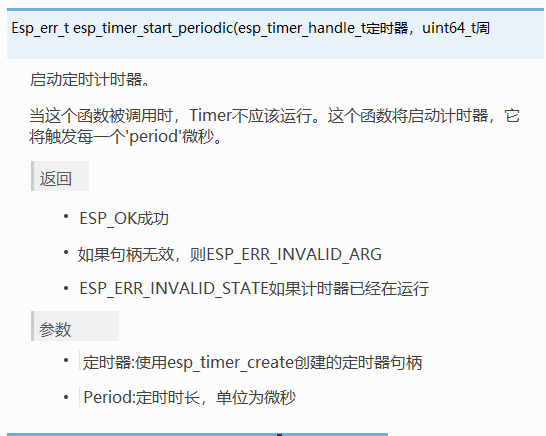 Esp_err_t esp_timer_start_periodic(esp_timer_handle_t定时器，uint64_t周
启动定时计时器。
当这个函数被调用时，Timer不应该运行。这个函数将启动计时器，它
将触发每一个'period'微秒。
返回
• ESP_OK成功
• 如果句柄无效，则ESP_ERR_INVALID_ARG
• ESP_ERR_INVALID_STATE如果计时器已经在运行
参数
• 定时器:使用esp_timer_create创建的定时器句柄
• Period:定时时长，单位为微秒